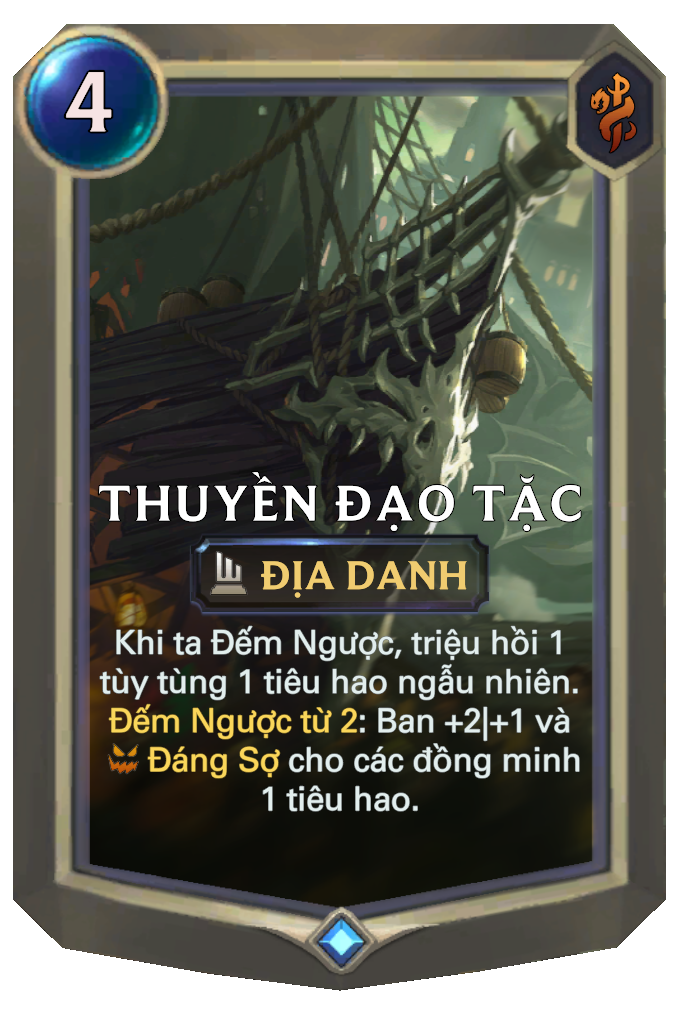 4
THUYỀN ĐẠO TẶC
ĐỊA DANH
Khi ta Đếm Ngược, triệu hồi 1
tùy tùng 1 tiêu hao ngẫu nhiên.
Đếm Ngược từ 2: Ban +2|+1 và
Đáng Sợ cho các đồng minh
1 tiêu hao.